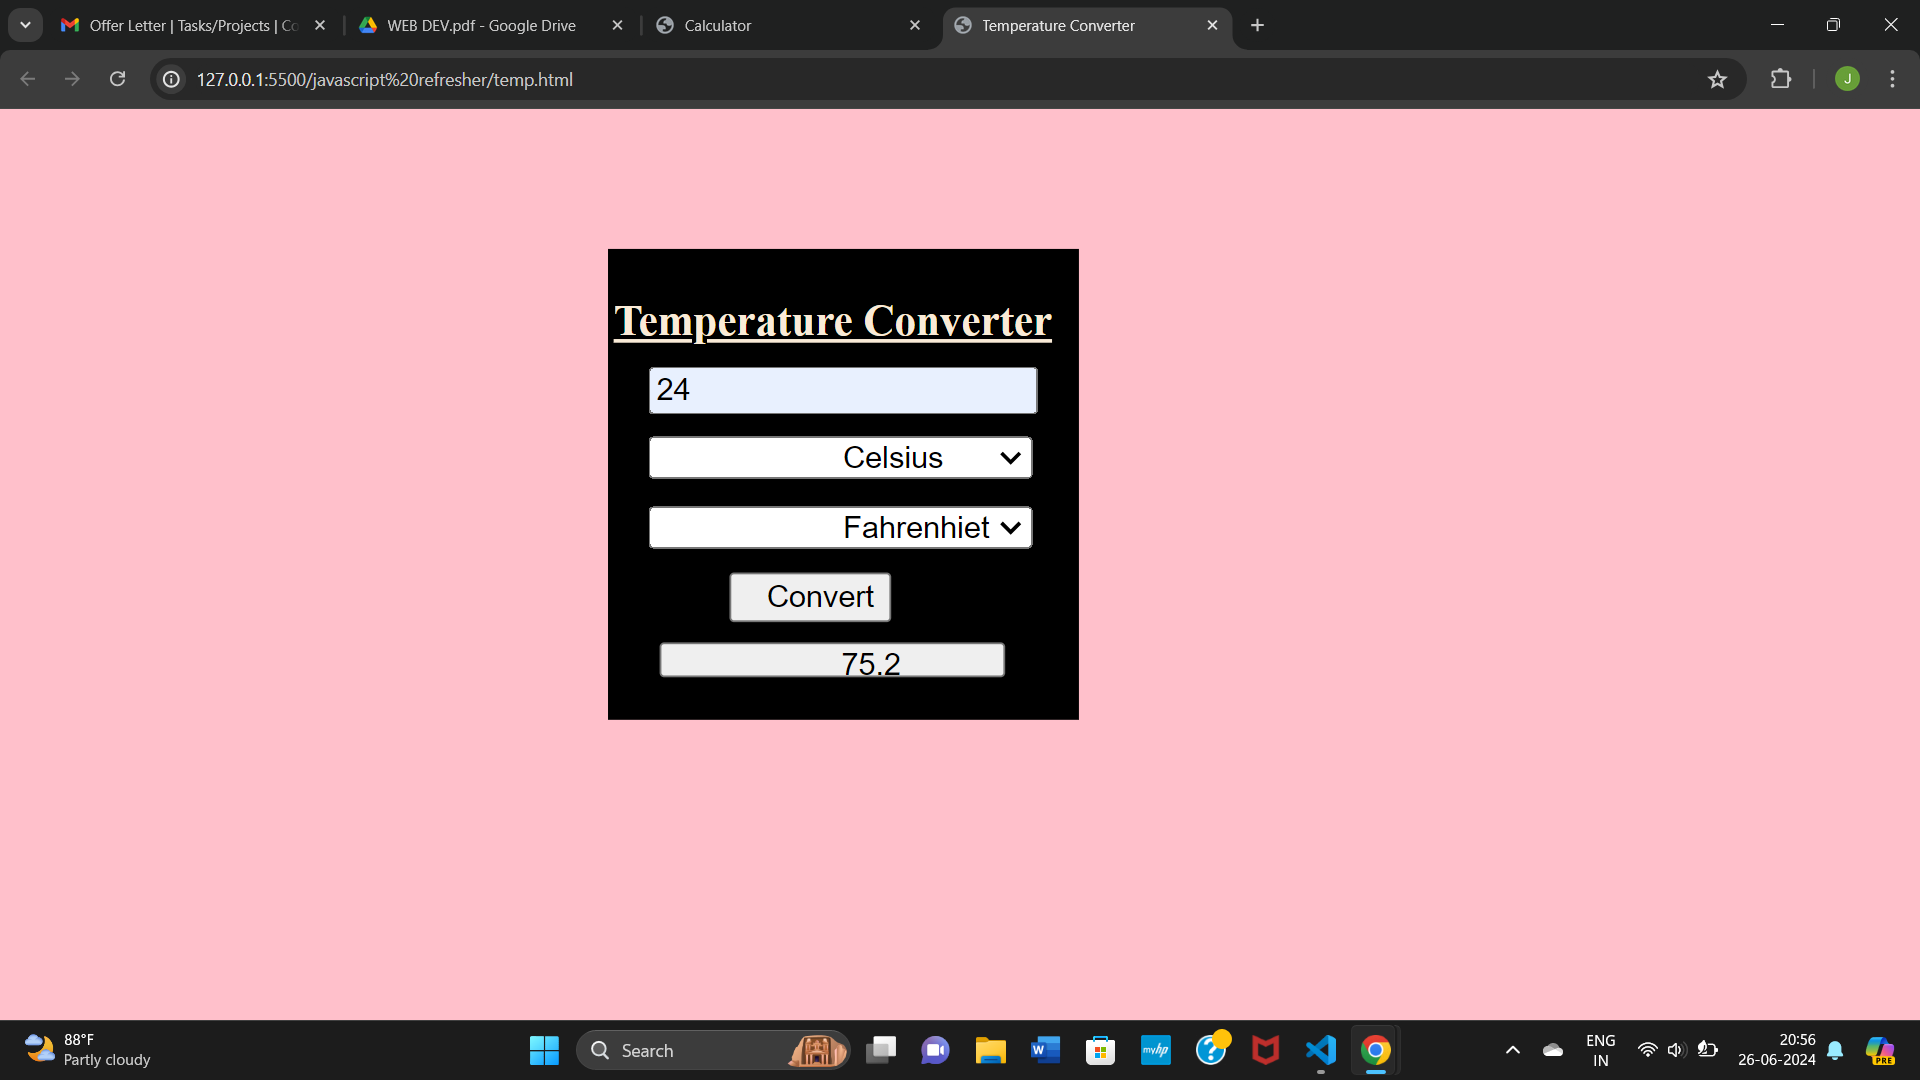 Offer Letter | Tasks/Projects | Co
WEB DEV.pdf - Google Drive
Calculator
Temperature Converter
127.0.0.1:5500/javascript%20refresher/temp.html
J
Temperature Converter
24
Celsius
Fahrenhiet
Convert
75.2
88°F
Partly cloudy
Search
W
myhp
?
ENG
IN
20:56
26-06-2024
PRE